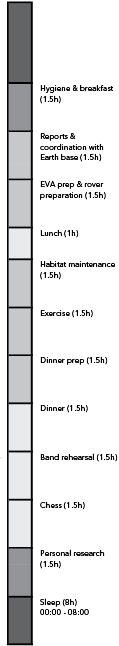 Hygiene & breakfast
(1.5h)
Reports &
coordination with
Earth base (1.5h)
EVA prep & rover
preparation (1.5h)
Lunch (1h)
Habitat maintenance
(1.5h)
Exercise (1.5h)
Dinner prep (1.5h)
Dinner (1.5h)
Band rehearsal (1.5h)
Chess (1.5h)
Personal research
(1.5h)
Sleep (8h)
00:00 - 08:00